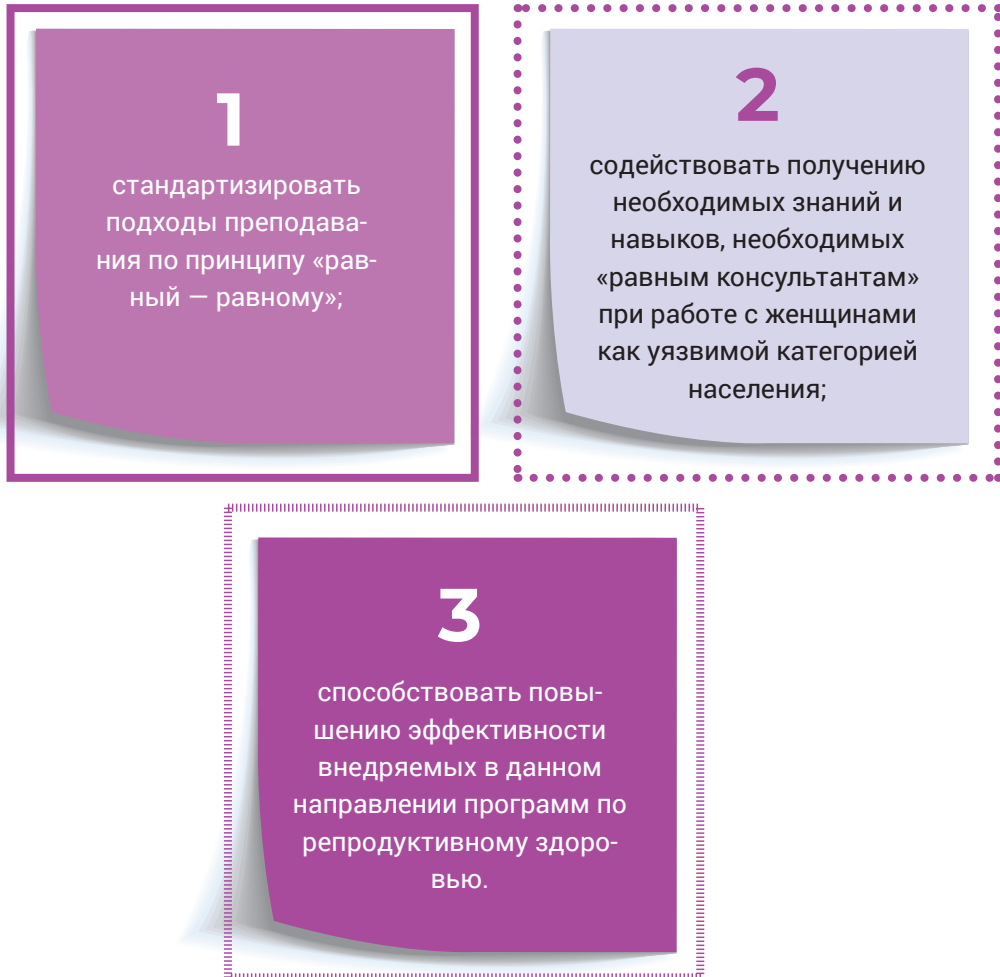 1
стандартизировать
подходы преподава-
ния по принципу «рав-
ный — равному»;
2
содействовать получению
необходимых знаний и
навыков, необходимых
«равным консультантам»
при работе с женщинами
как уязвимой категорией
населения;
3
способствовать повы-
шению эффективности
внедряемых в данном
направлении программ по
репродуктивному здоро-
вью.